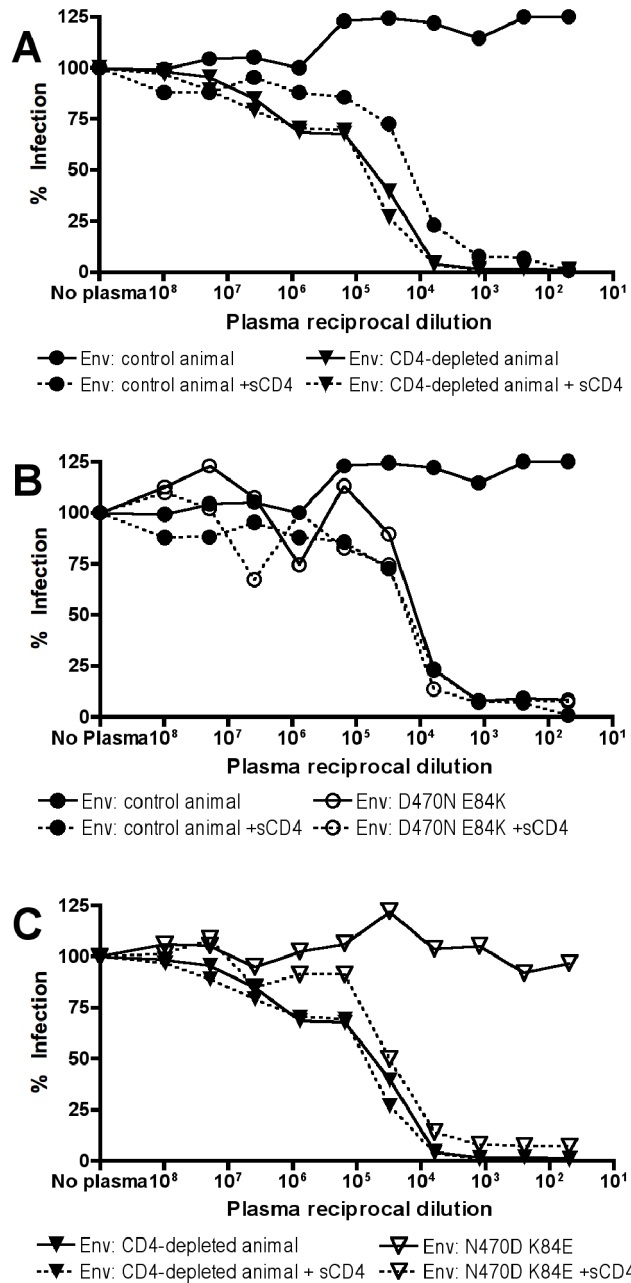 A
125
100
75
50
25
0
% Infection
No plasma 10⁸ 10⁷ 10⁶ 10⁵ 10⁴ 10³ 10² 10¹
Plasma reciprocal dilution
Env: control animal Env: CD4-depleted animal
Env: control animal +sCD4 Env: CD4-depleted animal + sCD4
B
125
100
75
50
25
0
% Infection
No Plasma 10⁸ 10⁷ 10⁶ 10⁵ 10⁴ 10³ 10² 10¹
Plasma reciprocal dilution
Env: control animal Env: D470N E84K
Env: control animal +sCD4 Env: D470N E84K +sCD4
C
125
100
75
50
25
0
% Infection
No plasma 10⁸ 10⁷ 10⁶ 10⁵ 10⁴ 10³ 10² 10¹
Plasma reciprocal dilution
Env: CD4-depleted animal Env: N470D K84E
Env: CD4-depleted animal + sCD4 Env: N470D K84E +sCD4